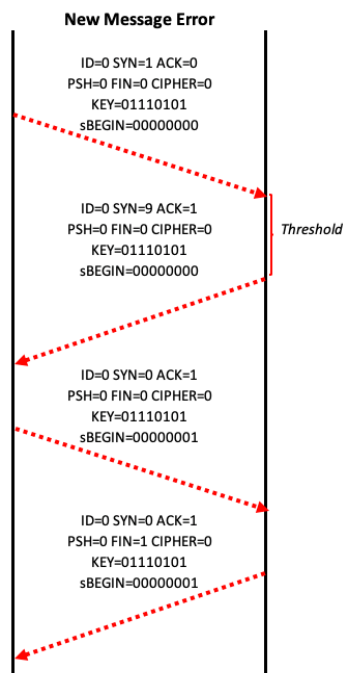 New Message Error
ID=0 SYN=1 ACK=0
PSH=0 FIN=0 CIPHER=0
KEY=01110101
sBEGIN=00000000
ID=0 SYN=9 ACK=1
PSH=0 FIN=0 CIPHER=0
KEY=01110101
sBEGIN=00000000
Threshold
ID=0 SYN=0 ACK=1
PSH=0 FIN=0 CIPHER=0
KEY=01110101
sBEGIN=00000001
ID=0 SYN=0 ACK=1
PSH=0 FIN=1 CIPHER=0
KEY=01110101
sBEGIN=00000001